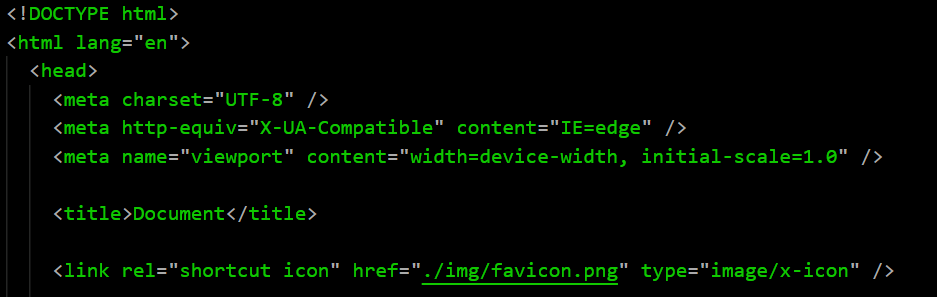 <!DOCTYPE html>
<html lang="en">
<head>
<meta charset="UTF-8" />
<meta http-equiv="X-UA-Compatible" content="IE=edge" />
<meta name="viewport" content="width=device-width, initial-scale=1.0" />
<title>Document</title>
<link rel="shortcut icon" href="./img/favicon.png" type="image/x-icon" />